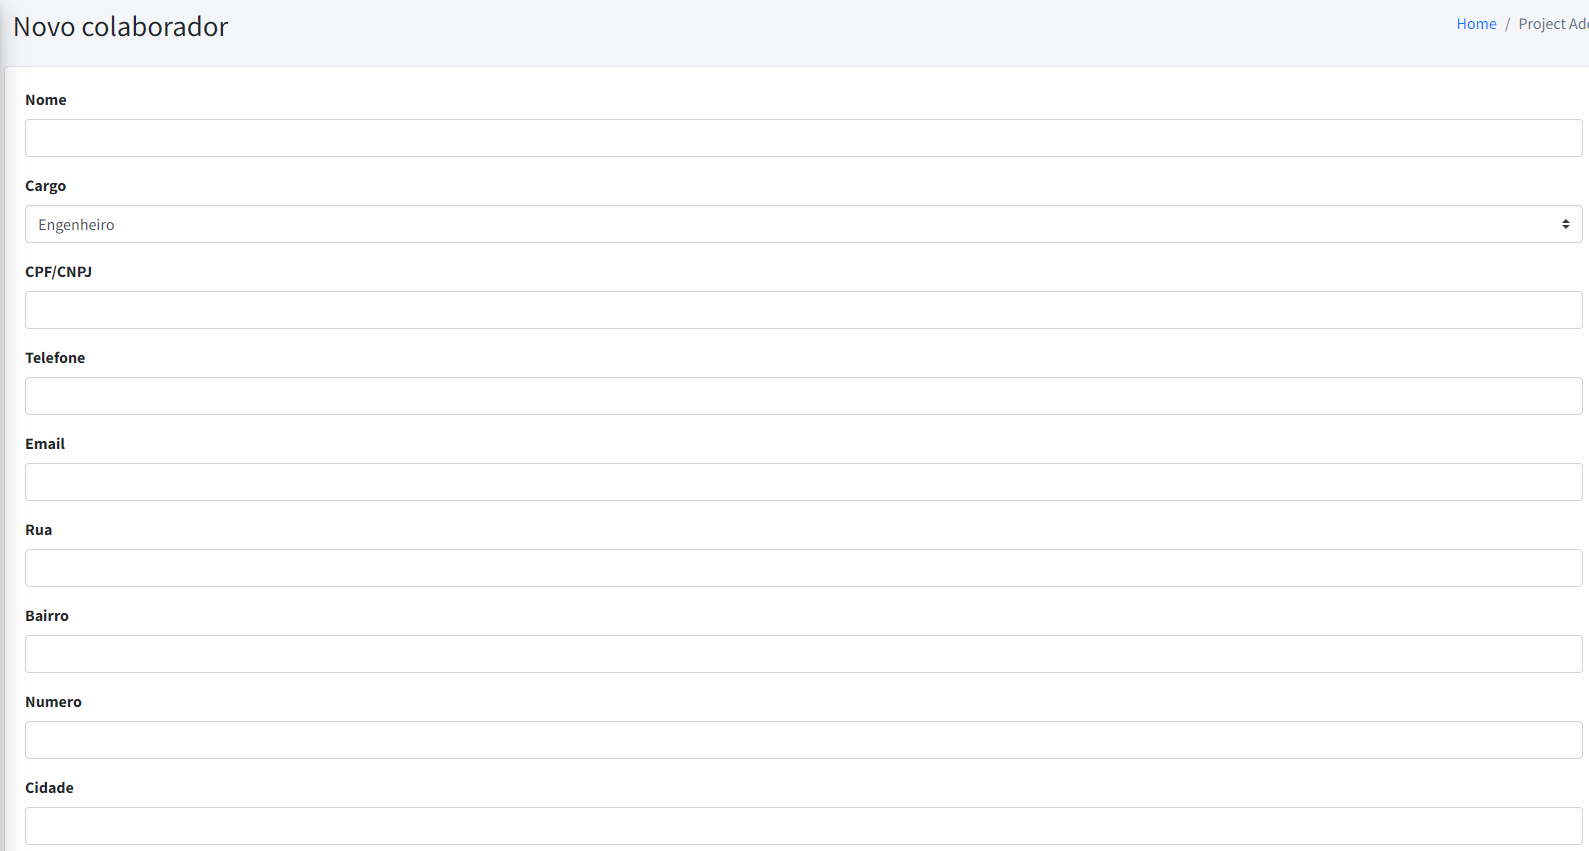 Novo colaborador
Home / Project
Nome
Cargo
Engenheiro
CPF/CNPJ
Telefone
Email
Rua
Bairro
Numero
Cidade